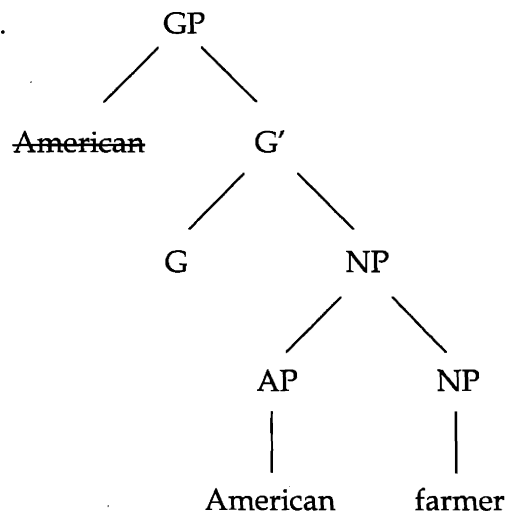 .
GP
American G′
G NP
AP NP
American farmer